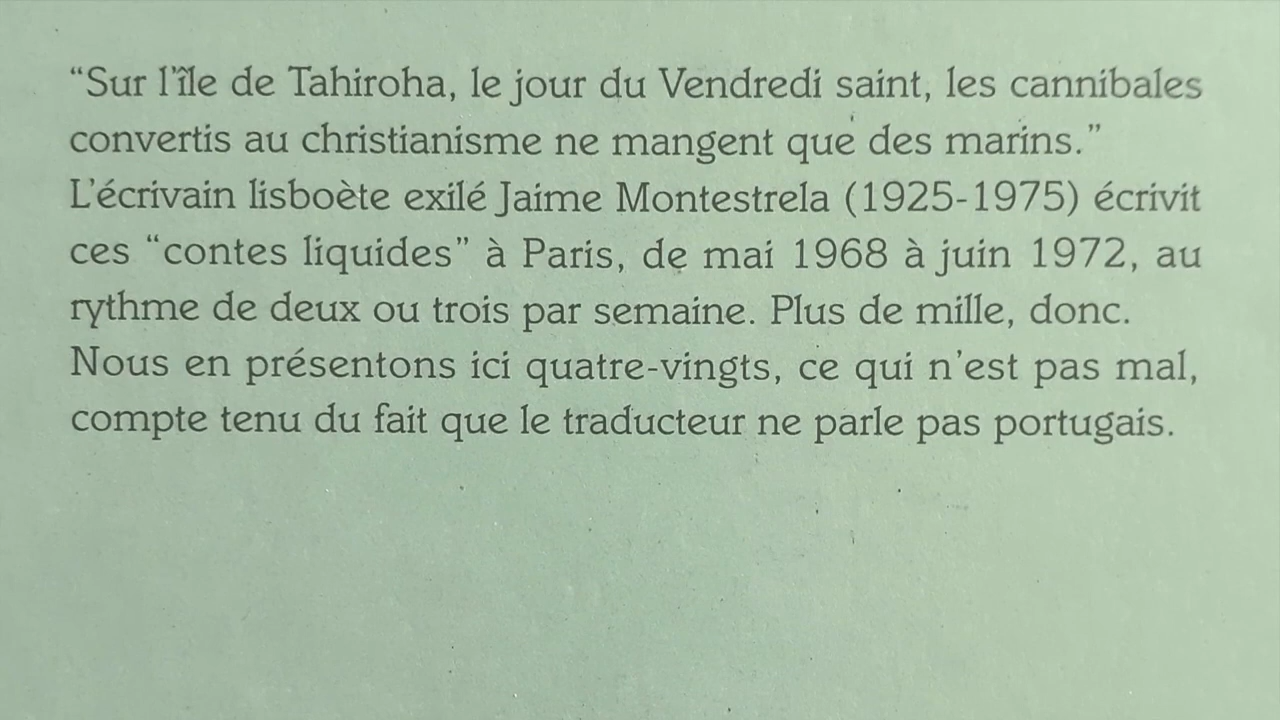 “Sur l'île de Tahiroha, le jour du Vendredi saint, les cannibales
convertis au christianisme ne mangent que des marins.”
L'écrivain lisboète exilé Jaime Montestrela (1925-1975) écrivit
ces “contes liquides” à Paris, de mai 1968 à juin 1972, au
rythme de deux ou trois par semaine. Plus de mille, donc.
Nous en présentons ici quatre-vingts, ce qui n'est pas mal,
compte tenu du fait que le traducteur ne parle pas portugais.